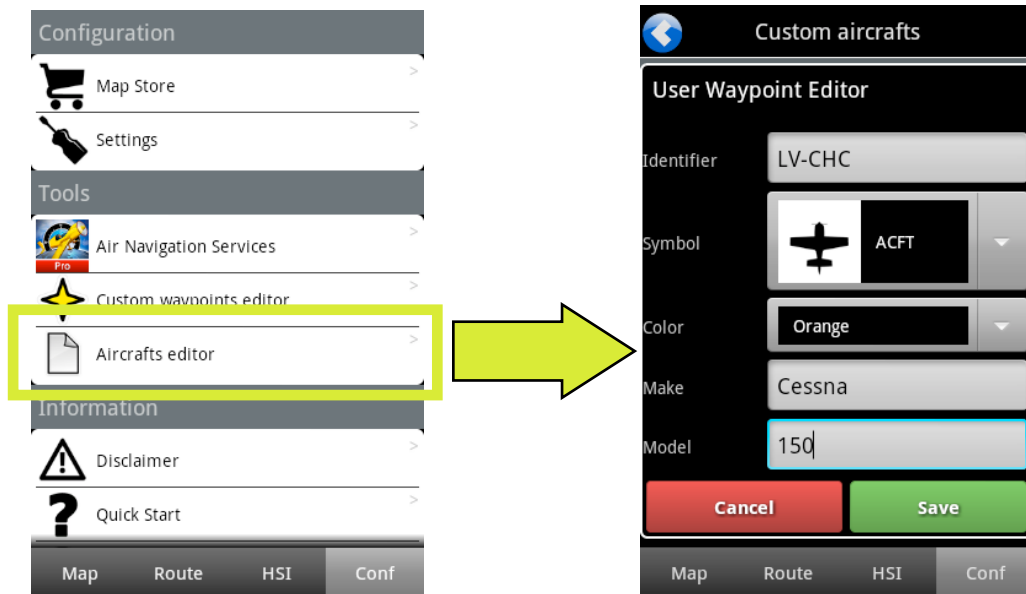 Configuration
Map Store
>
Settings
>
Tools
Pro
Air Navigation Services
>
Custom waypoints editor
>
Aircrafts editor
>
Information
Disclaimer
>
Quick Start
>
Map Route HSI Conf
Custom aircrafts
User Waypoint Editor
Identifier LV-CHC
Symbol ACFT
Color Orange
Make Cessna
Model 150
Cancel Save
Map Route HSI Conf